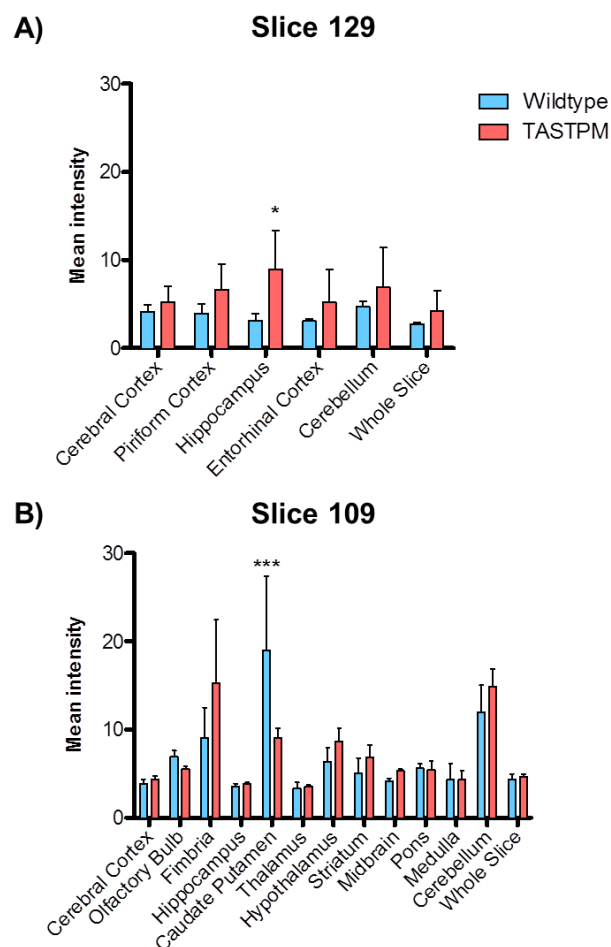 A)
Slice 129
Wildtype
TASTPM
Mean intensity
30
20
10
0
*
Cerebral Cortex
Piriform Cortex
Hippocampus
Entorhinal Cortex
Cerebellum
Whole Slice
B)
Slice 109
Mean intensity
30
20
10
0
***
Cerebral Cortex
Olfactory Bulb
Fimbria
Hippocampus
Caudate Putamen
Thalamus
Hypothalamus
Striatum
Midbrain
Pons
Medulla
Cerebellum
Whole Slice